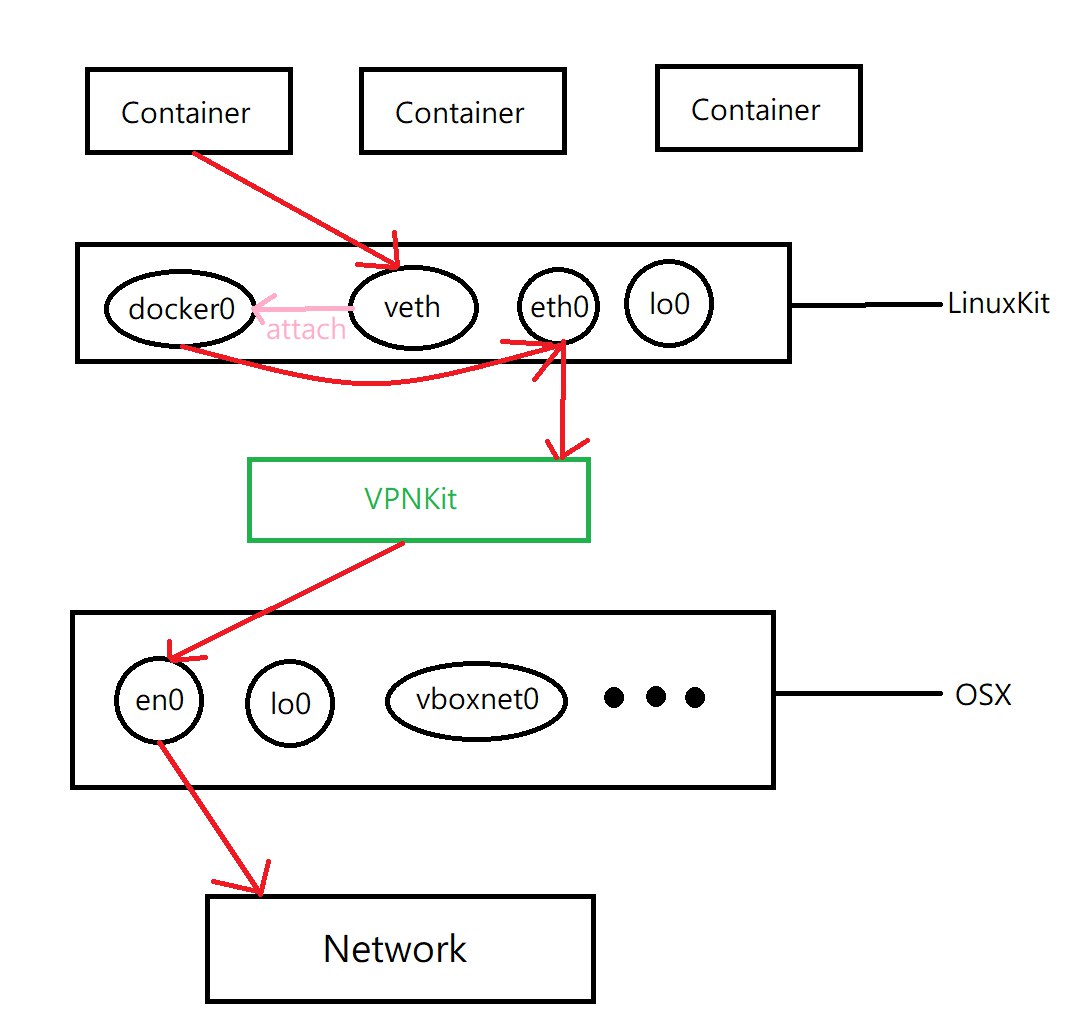 Container
Container
Container
docker0
attach
veth
eth0
lo0
LinuxKit
VPNKit
en0
lo0
vboxnet0
OSX
Network